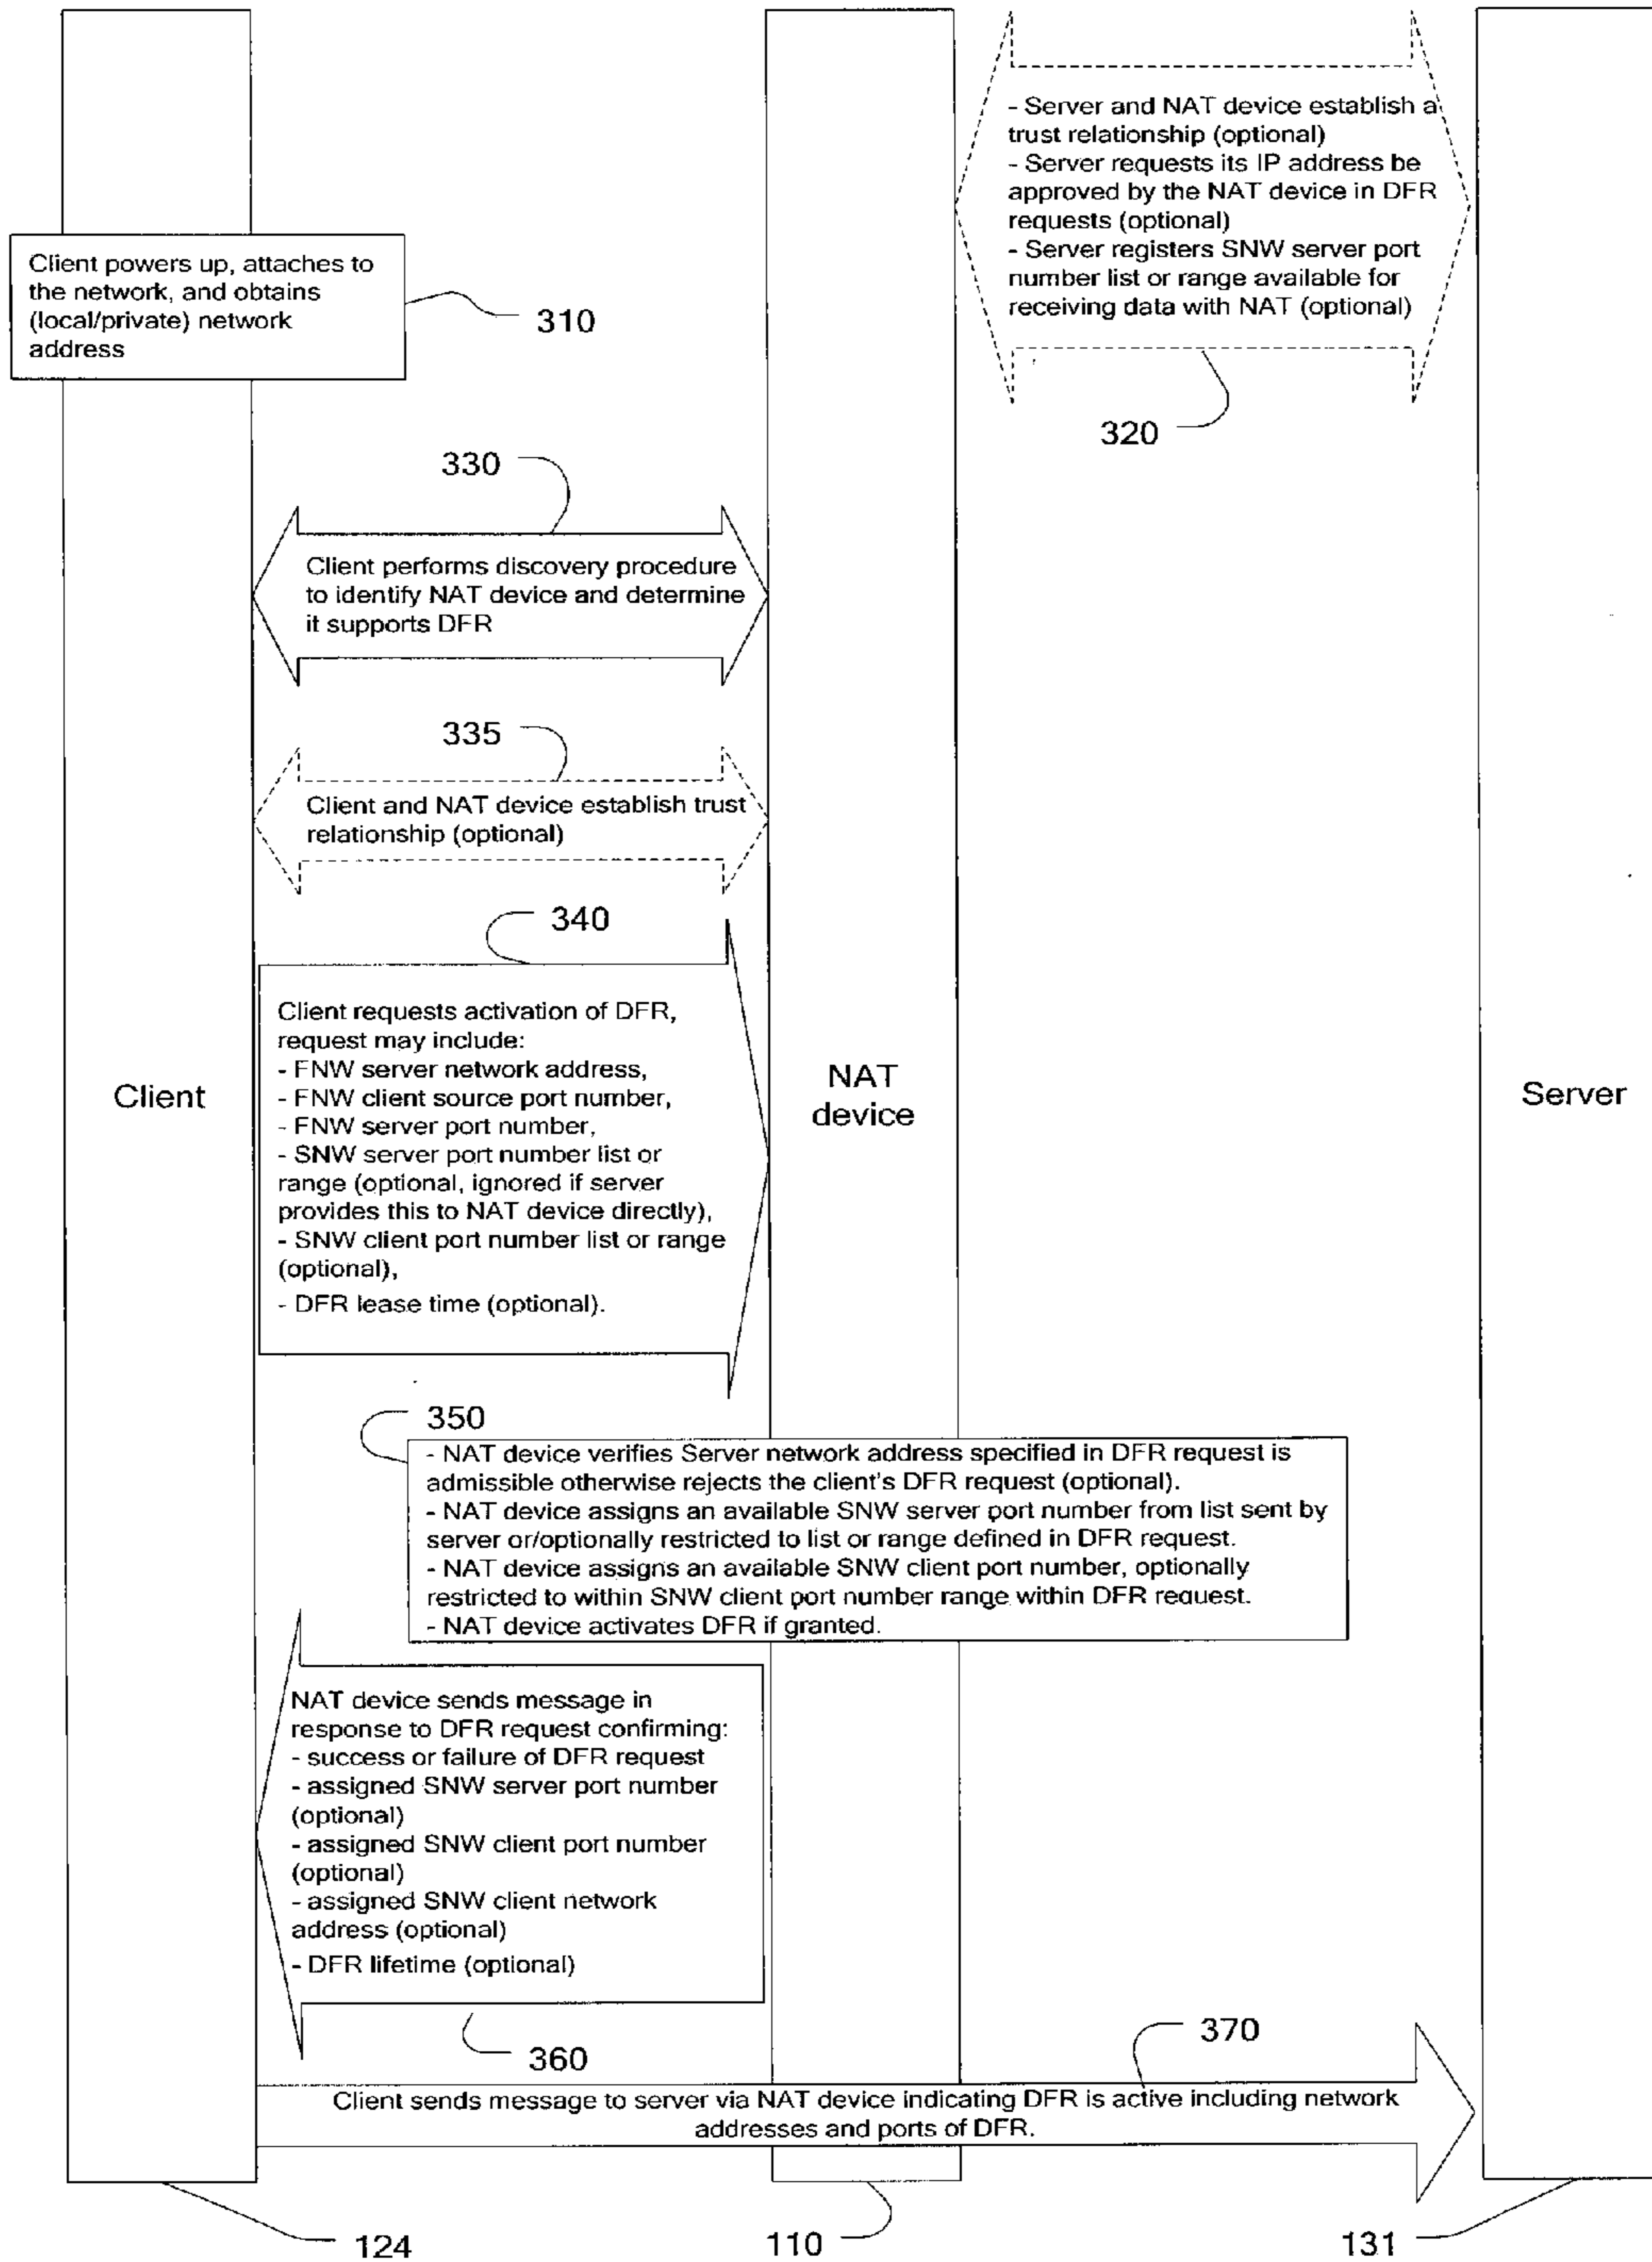 - Server and NAT device establish a
trust relationship (optional)
- Server requests its IP address be
approved by the NAT device in DFR
requests (optional)
- Server registers SNW server port
number list or range available for
receiving data with NAT (optional)
320
Client powers up, attaches to
the network, and obtains
(local/private) network
address
310
330
Client performs discovery procedure
to identify NAT device and determine
it supports DFR
335
Client and NAT device establish trust
relationship (optional)
340
Client requests activation of DFR,
request may include:
- FNW server network address,
- FNW client source port number,
- FNW server port number,
- SNW server port number list or
range (optional, ignored if server
provides this to NAT device directly),
- SNW client port number list or range
(optional),
- DFR lease time (optional).
Client
NAT
device
Server
350
- NAT device verifies Server network address specified in DFR request is
admissible otherwise rejects the client's DFR request (optional).
- NAT device assigns an available SNW server port number from list sent by
server or/optionally restricted to list or range defined in DFR request.
- NAT device assigns an available SNW client port number, optionally
restricted to within SNW client port number range within DFR request.
- NAT device activates DFR if granted.
NAT device sends message in
response to DFR request confirming:
- success or failure of DFR request
- assigned SNW server port number
(optional)
- assigned SNW client port number
(optional)
- assigned SNW client network
address (optional)
- DFR lifetime (optional)
360
370
Client sends message to server via NAT device indicating DFR is active including network
addresses and ports of DFR.
124
110
131